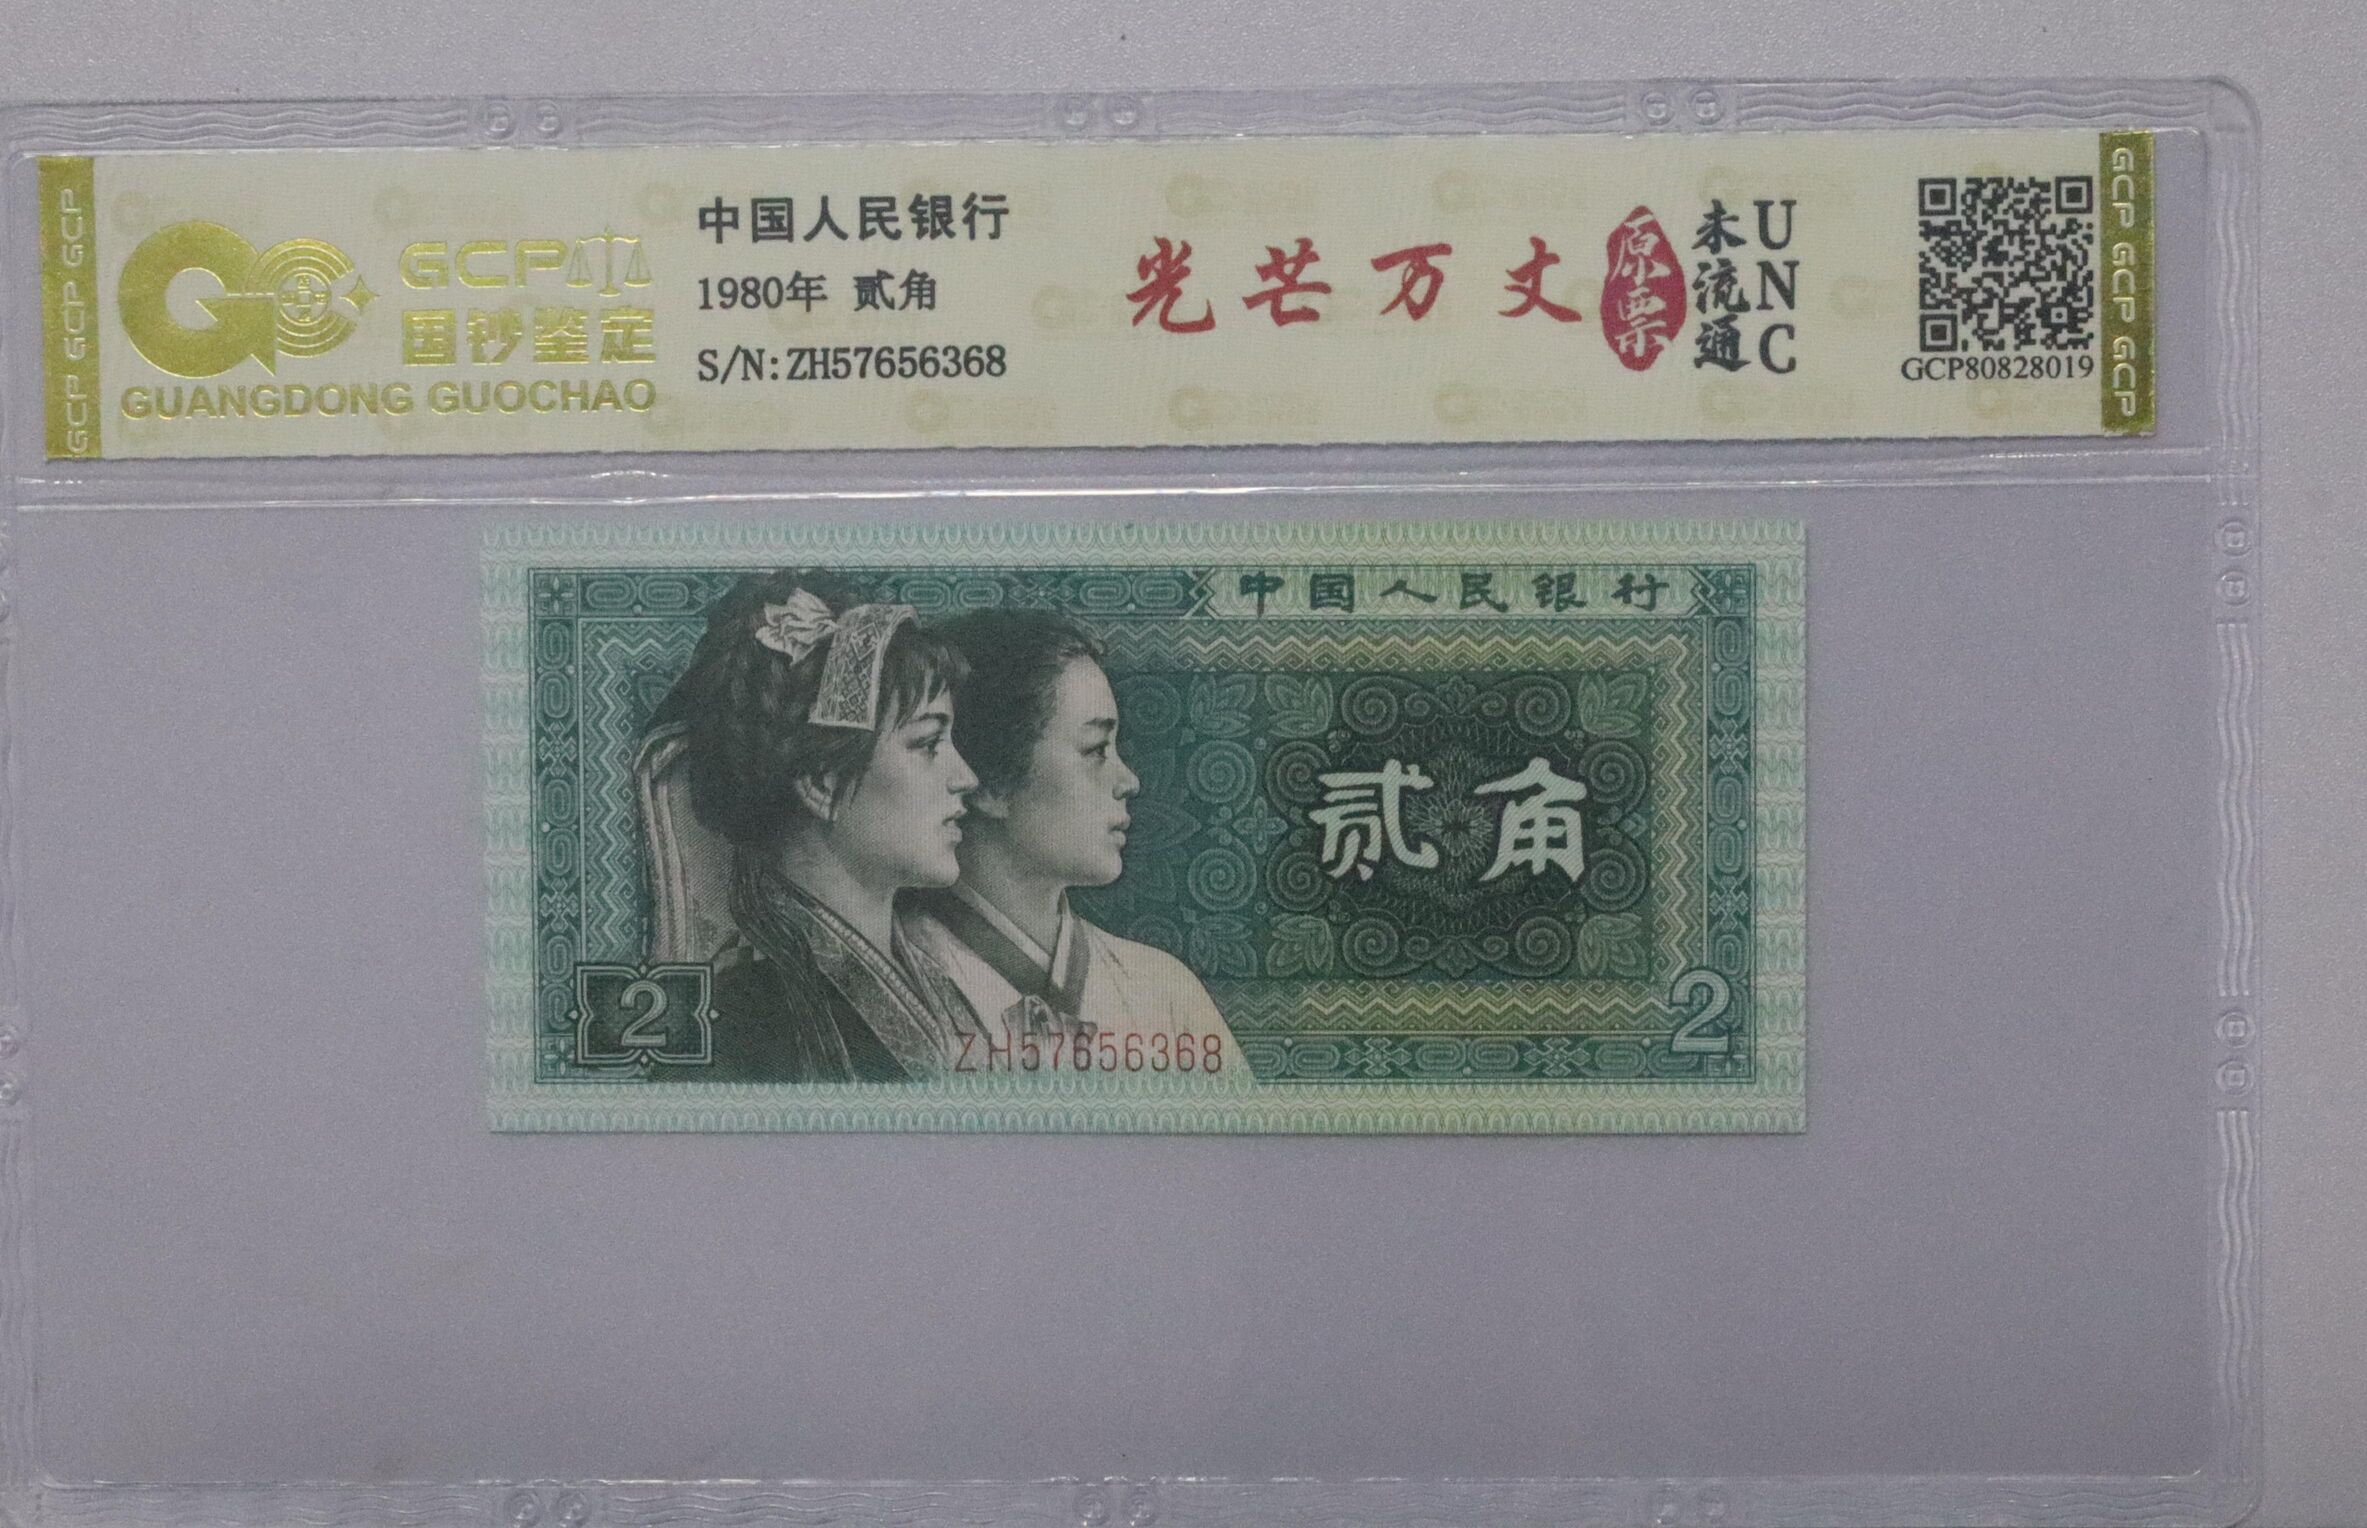 GCP GCP GCP
GCP
国钞鉴定
GUANGDONG GUOCHAO
中国人民银行
1980年 贰角
S/N:ZH57656368
光芒万丈
原票
未流通
UNC
GCP80828019
GCP GCP GCP
中国人民银行
贰角
2
2
ZH57656368